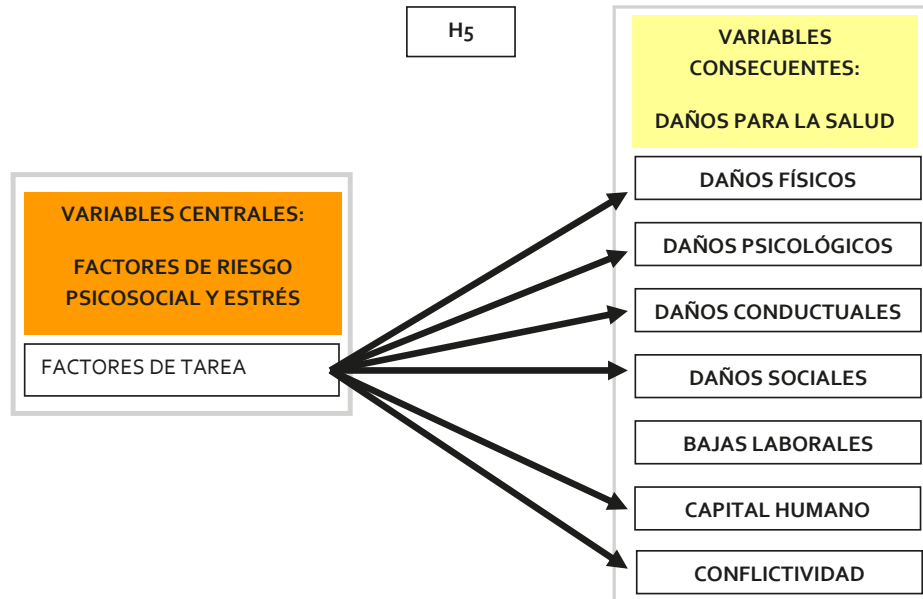 H5
VARIABLES
CONSECUENTES:
DAÑOS PARA LA SALUD
DAÑOS FÍSICOS
VARIABLES CENTRALES:
FACTORES DE RIESGO
PSICOSOCIAL Y ESTRÉS
DAÑOS PSICOLÓGICOS
DAÑOS CONDUCTUALES
FACTORES DE TAREA
DAÑOS SOCIALES
BAJAS LABORALES
CAPITAL HUMANO
CONFLICTIVIDAD